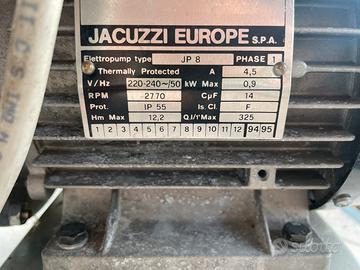 JACUZZI EUROPE S.P.A.
Elettropump type JP 8 PHASE 1
Thermally Protected A 4,5
V/Hz 220-240~/50 kW Max 0,9
RPM 2770 CµF 14
Prot. IP 55 Is. Cl. F
Hm Max 12,2 Q.l/1'Max 325
1 2 3 4 5 6 7 8 9 10 11 12 94 95
Subito